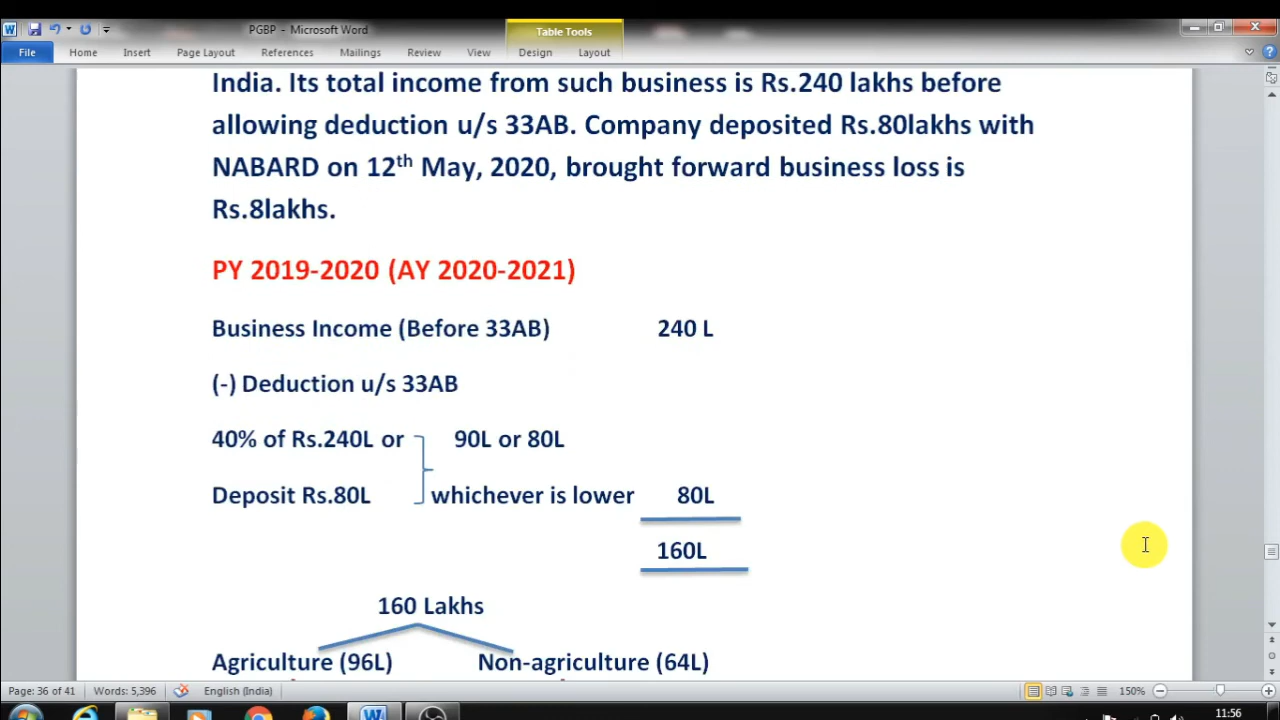 PGBP - Microsoft Word
Table Tools
File Home Insert Page Layout References Mailings Review View Design Layout
India. Its total income from such business is Rs.240 lakhs before
allowing deduction u/s 33AB. Company deposited Rs.80lakhs with
NABARD on 12th May, 2020, brought forward business loss is
Rs.8lakhs.
PY 2019-2020 (AY 2020-2021)
Business Income (Before 33AB) 240 L
(-) Deduction u/s 33AB
40% of Rs.240L or 90L or 80L
Deposit Rs.80L whichever is lower 80L
160L
160 Lakhs
Agriculture (96L) Non-agriculture (64L)
Page: 36 of 41 Words: 5,396 English (India) 150%
11:56